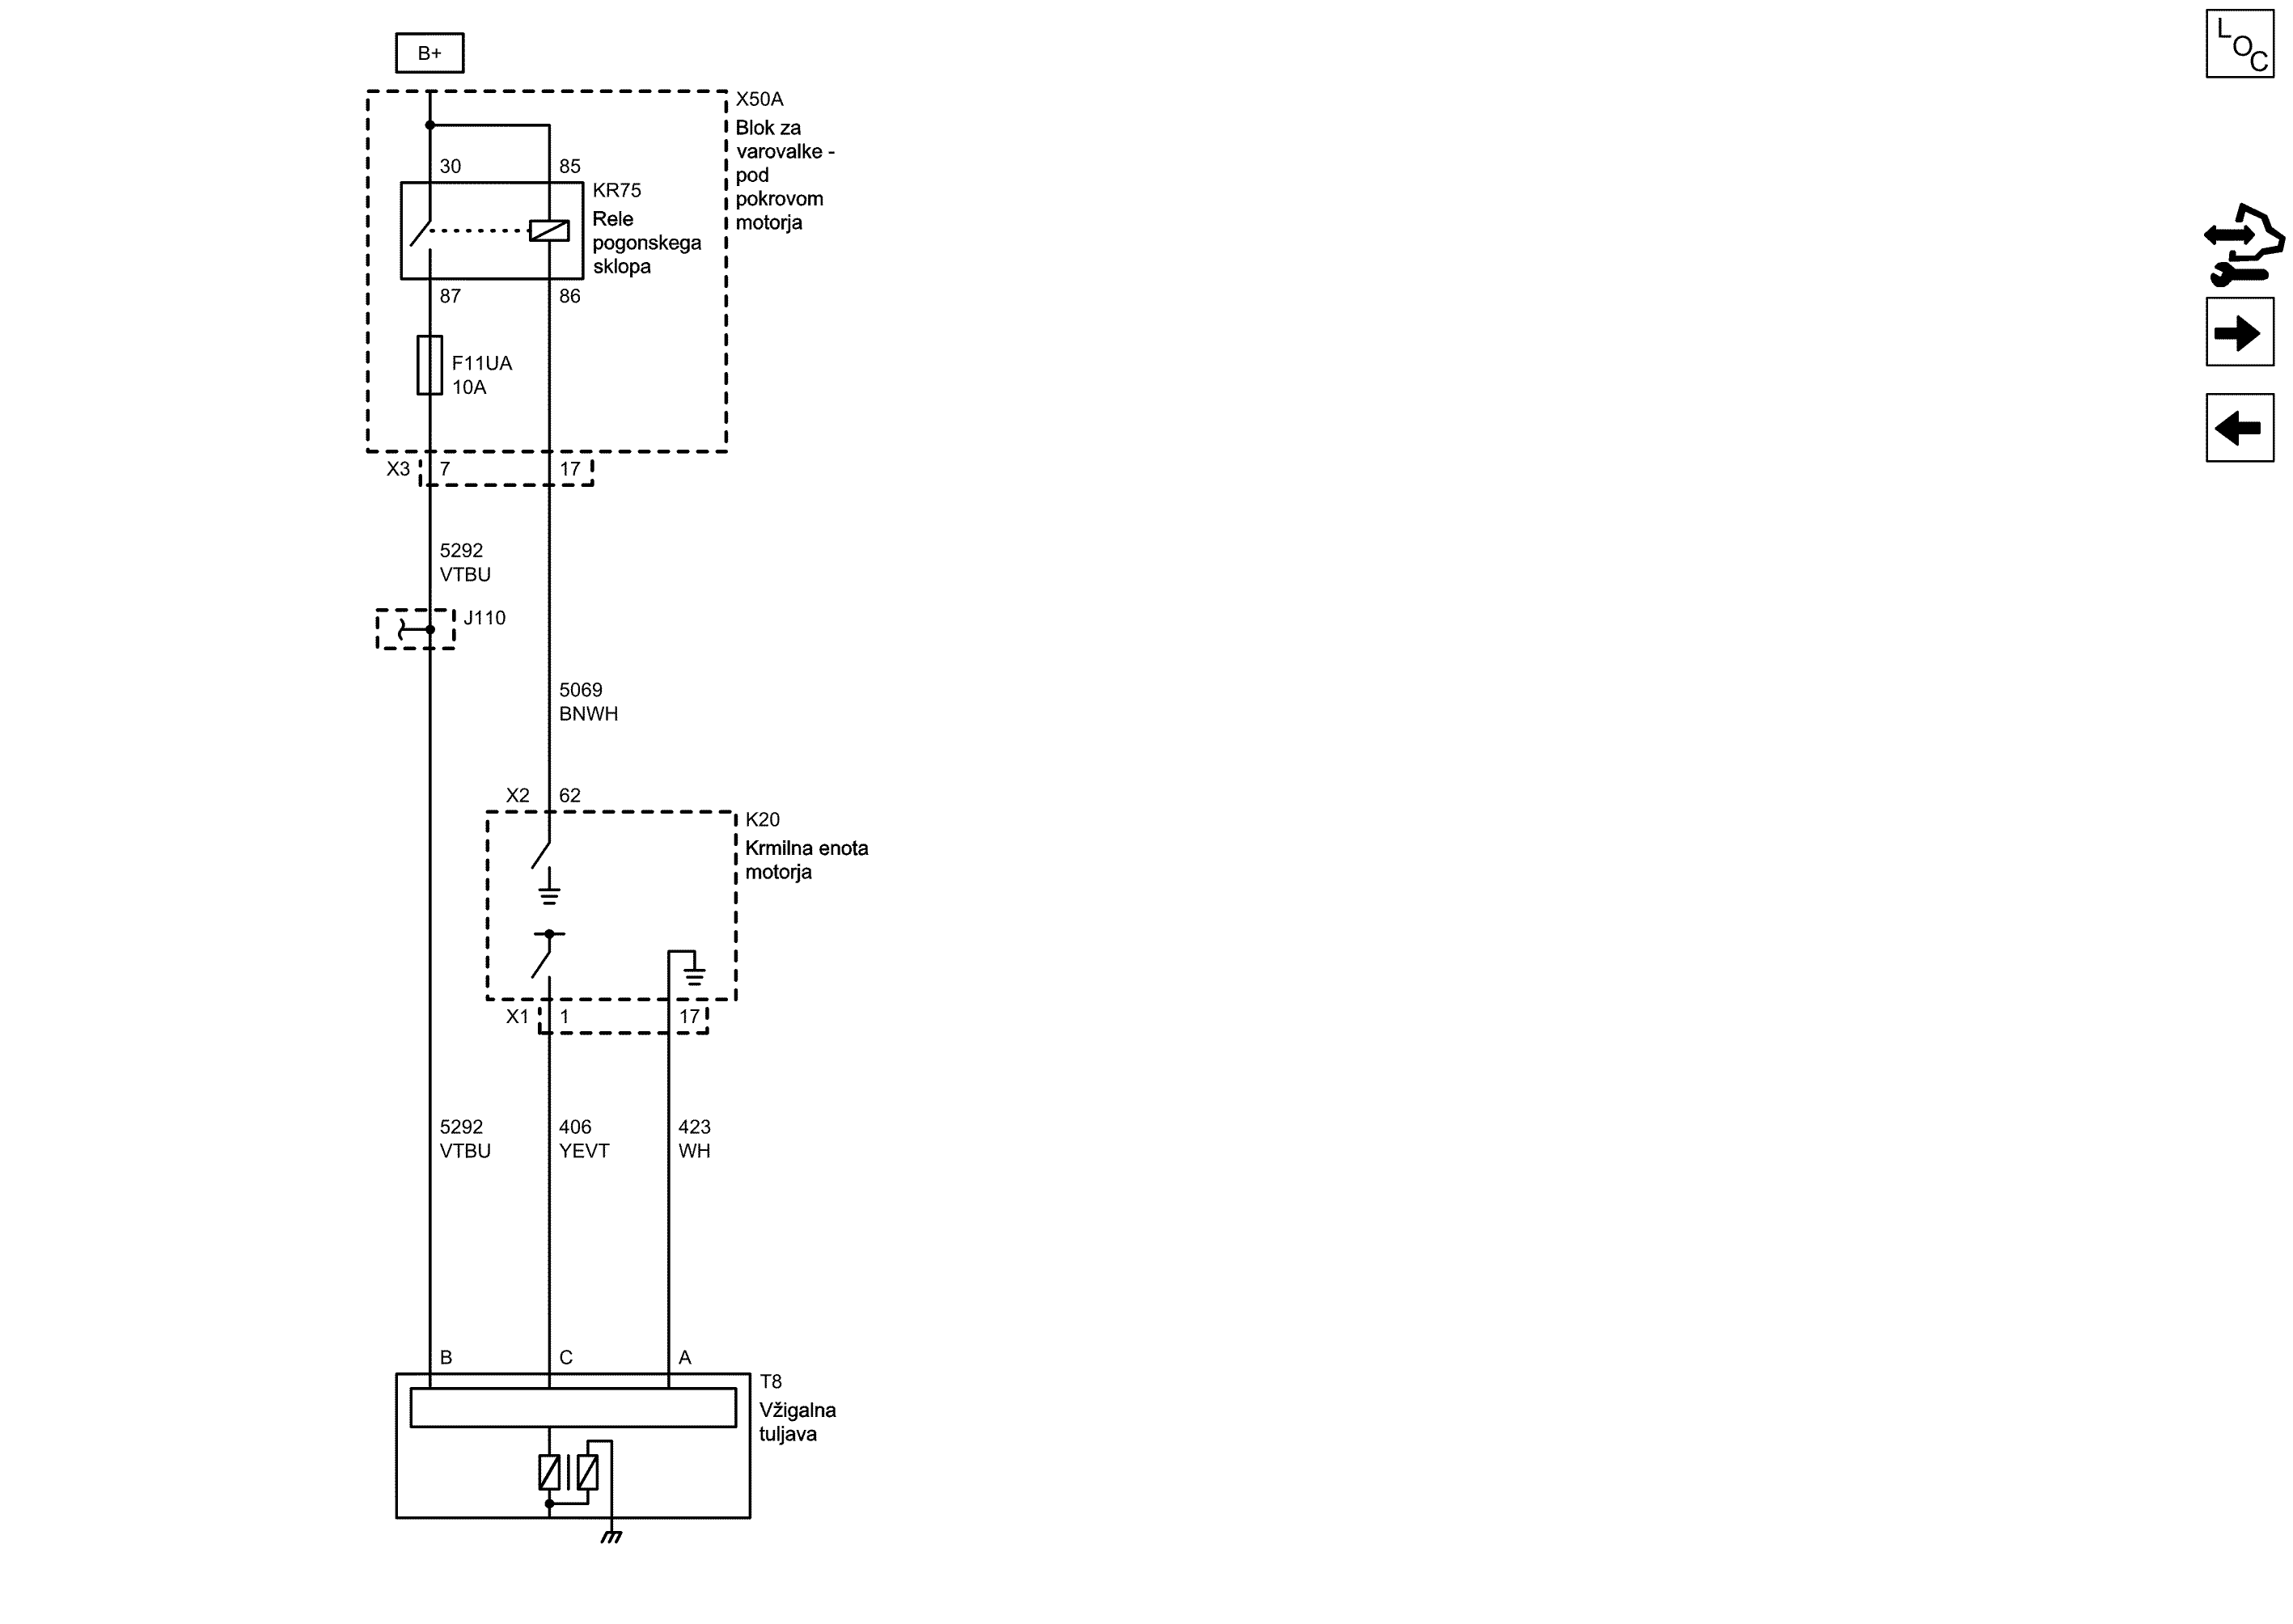 B+
LOC
X50A
Blok za
varovalke -
pod
pokrovom
motorja
30
85
KR75
Rele
pogonskega
sklopa
87
86
F11UA
10A
X3
7
17
5292
VTBU
J110
5069
BNWH
X2
62
K20
Krmilna enota
motorja
X1
1
17
5292
VTBU
406
YEVT
423
WH
B
C
A
T8
Vžigalna
tuljava